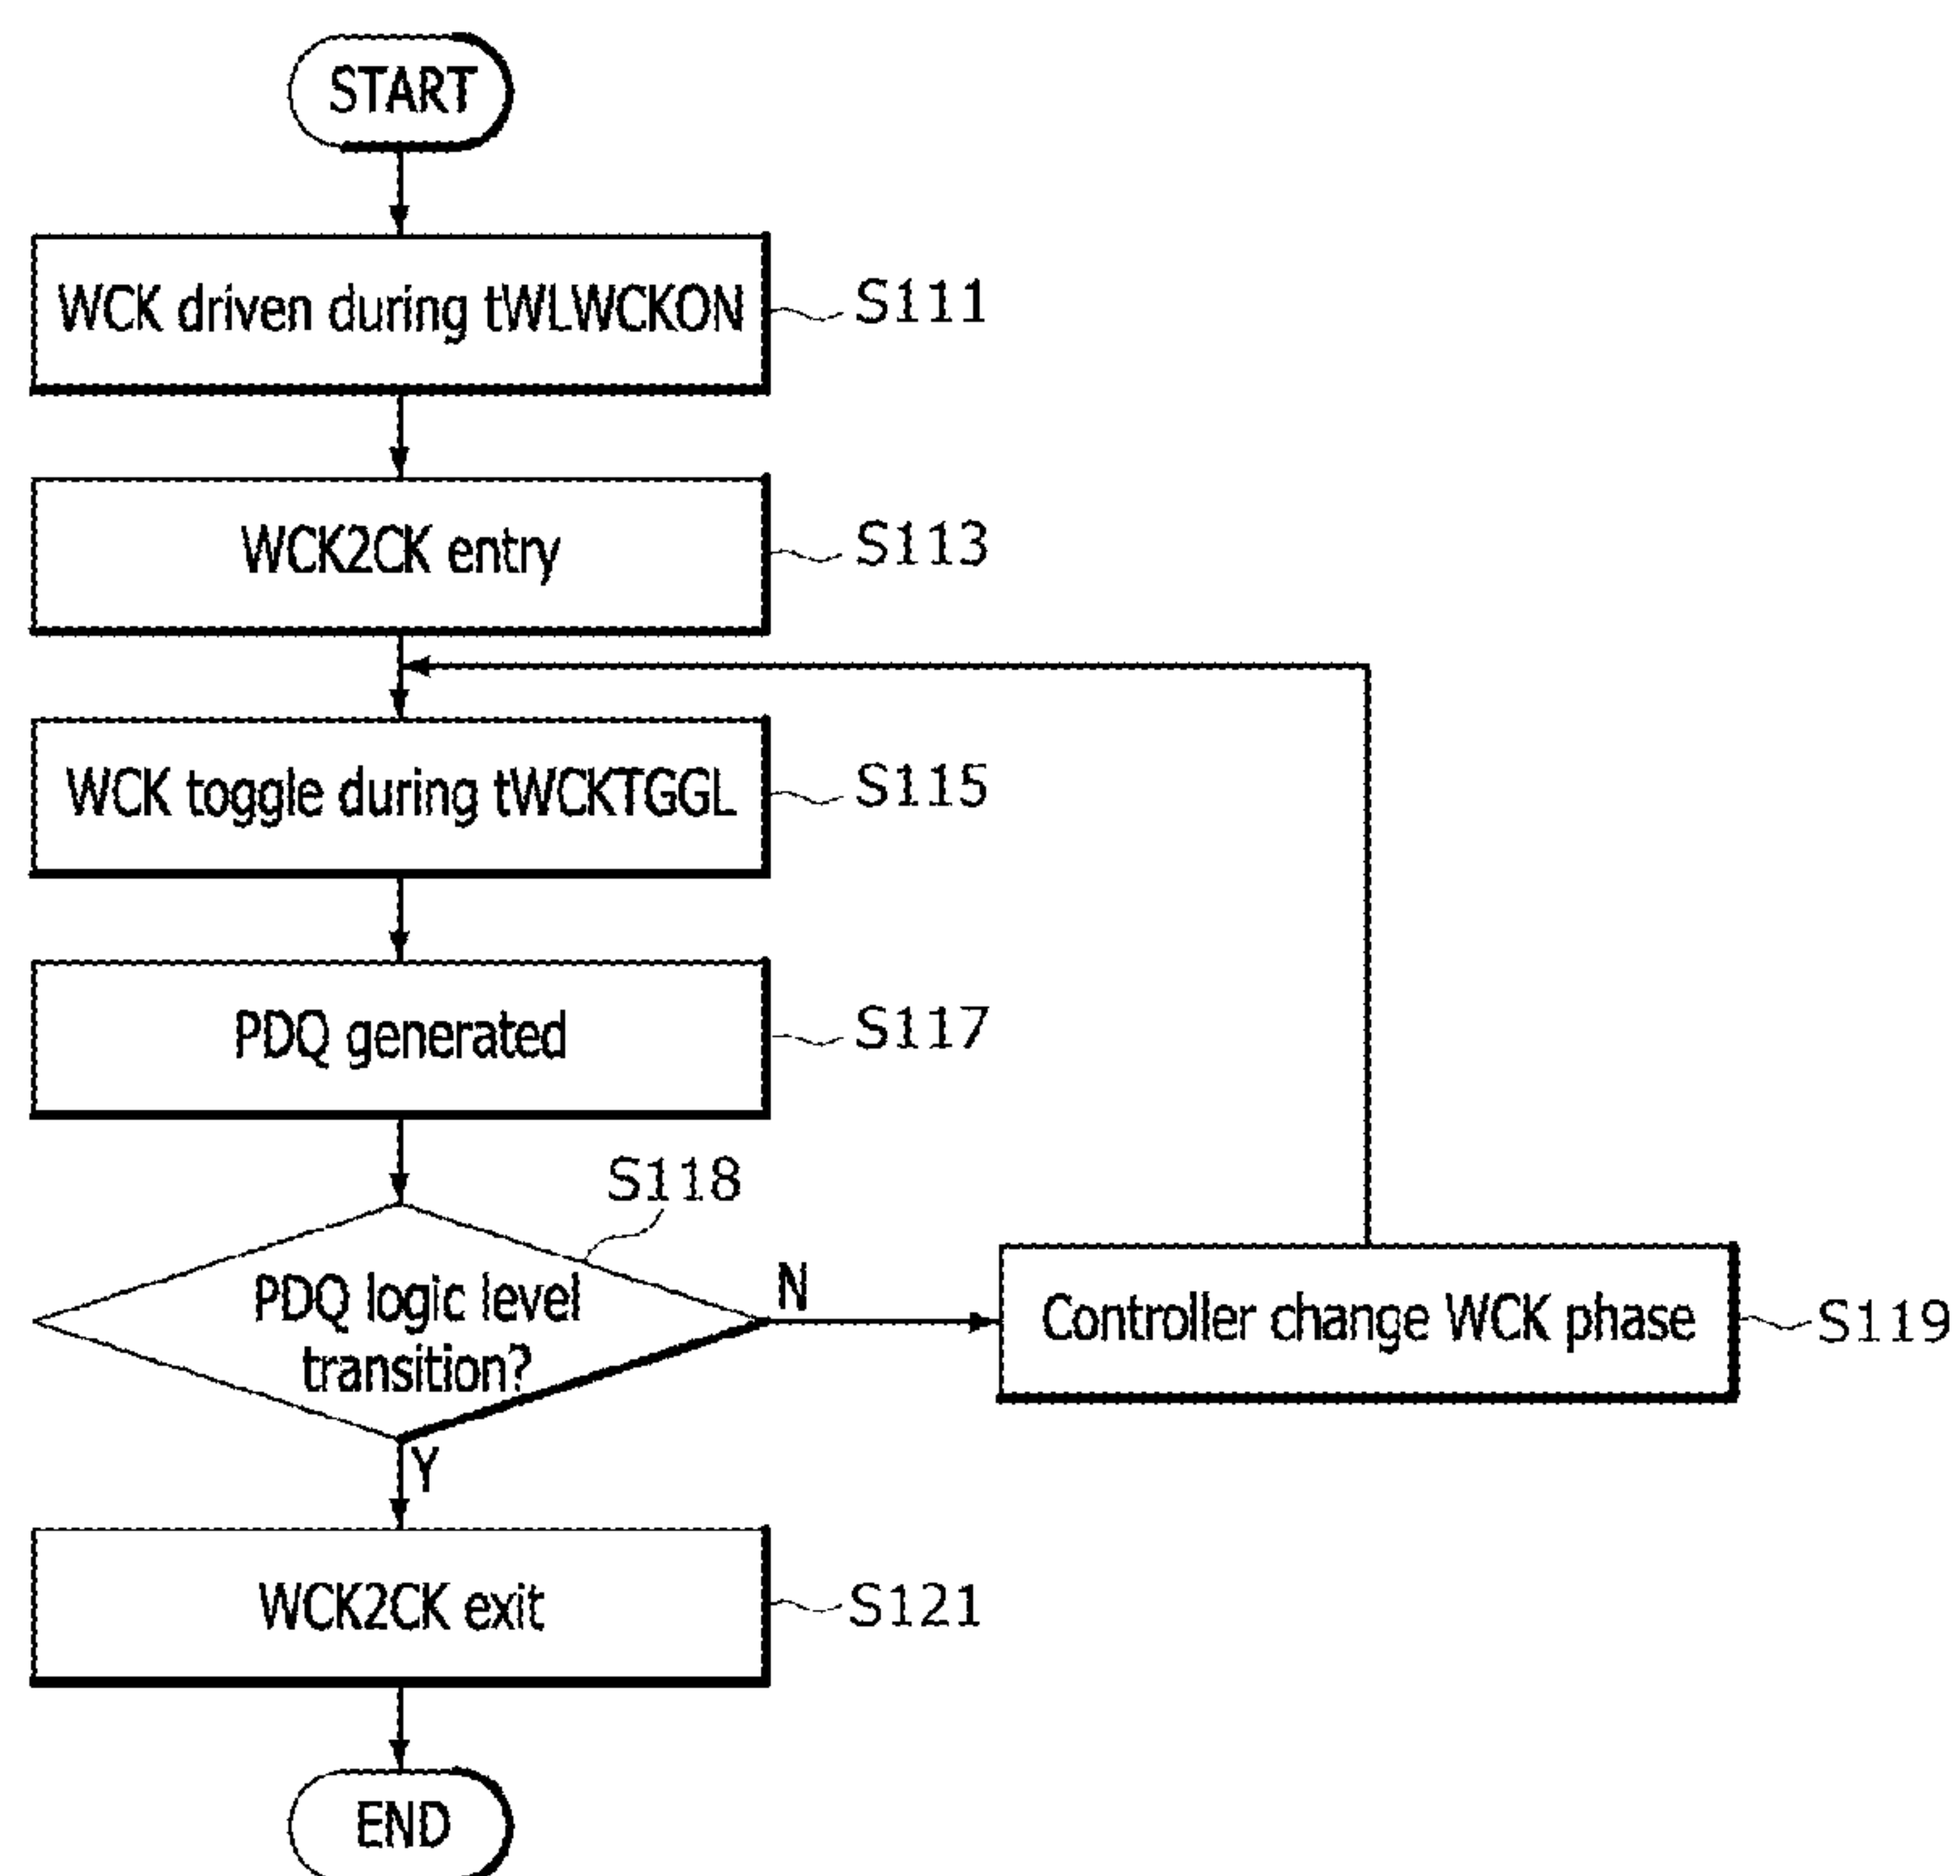 START
WCK driven during tWLWCKON
S111
WCK2CK entry
S113
WCK toggle during tWCKTGGL
S115
PDQ generated
S117
S118
PDQ logic level
transition?
N
Controller change WCK phase
S119
Y
WCK2CK exit
S121
END